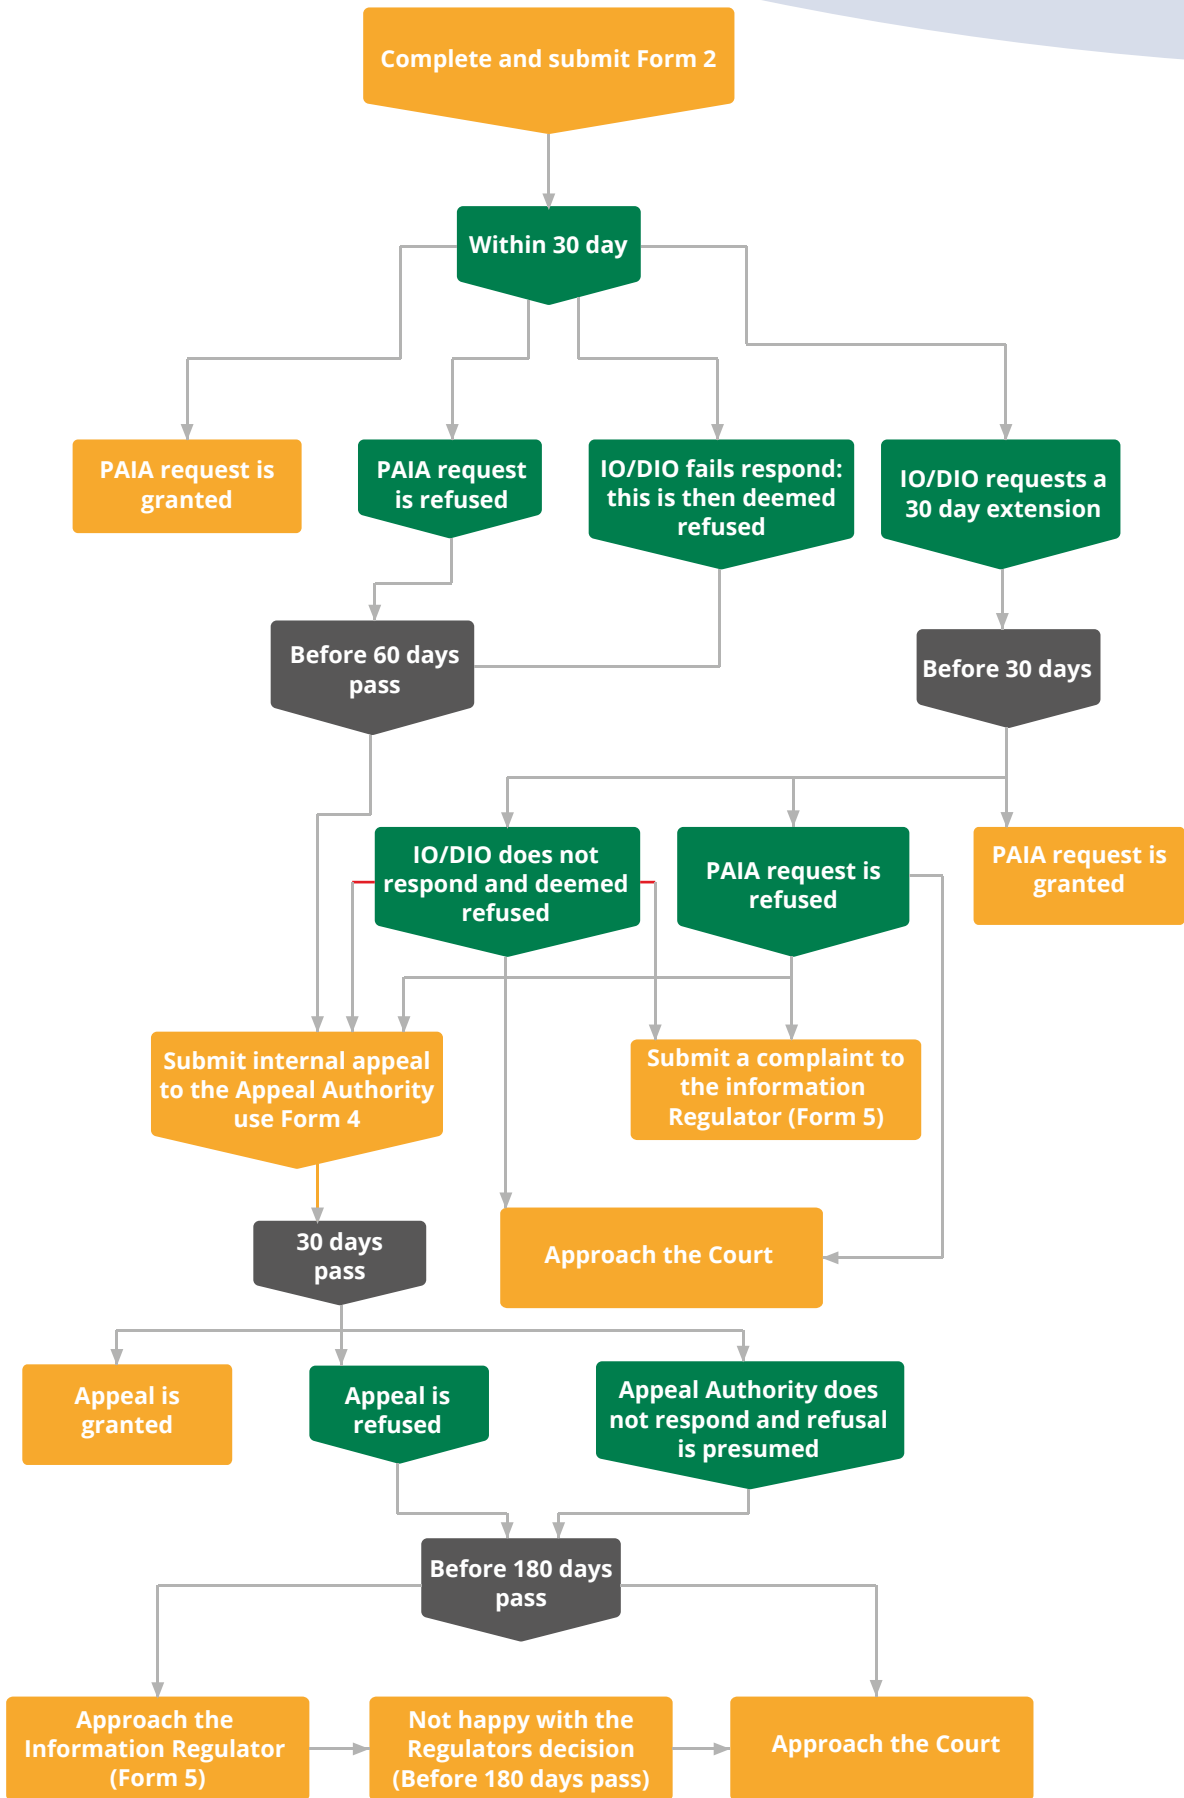 Complete and submit Form 2
Within 30 day
PAIA request is
granted
PAIA request
is refused
IO/DIO fails respond:
this is then deemed
refused
IO/DIO requests a
30 day extension
Before 60 days
pass
Before 30 days
IO/DIO does not
respond and deemed
refused
PAIA request is
refused
PAIA request is
granted
Submit internal appeal
to the Appeal Authority
use Form 4
Submit a complaint to
the information
Regulator (Form 5)
30 days
pass
Approach the Court
Appeal is
granted
Appeal is
refused
Appeal Authority does
not respond and refusal
is presumed
Before 180 days
pass
Approach the
Information Regulator
(Form 5)
Not happy with the
Regulators decision
(Before 180 days pass)
Approach the Court